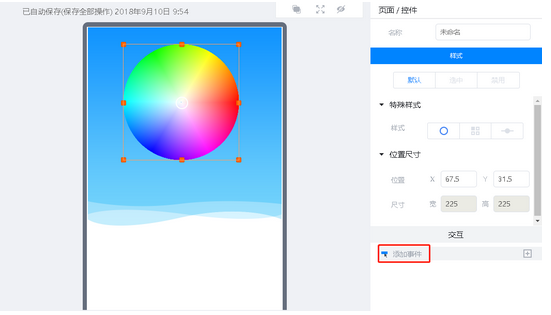 已自动保存(保存全部操作) 2018年9月10日 9:54
页面 / 控件
名称 未命名
样式
默认 选中 禁用
特殊样式
样式
位置尺寸
位置 X 67.5 Y 31.5
尺寸 宽 225 高 225
交互
添加事件